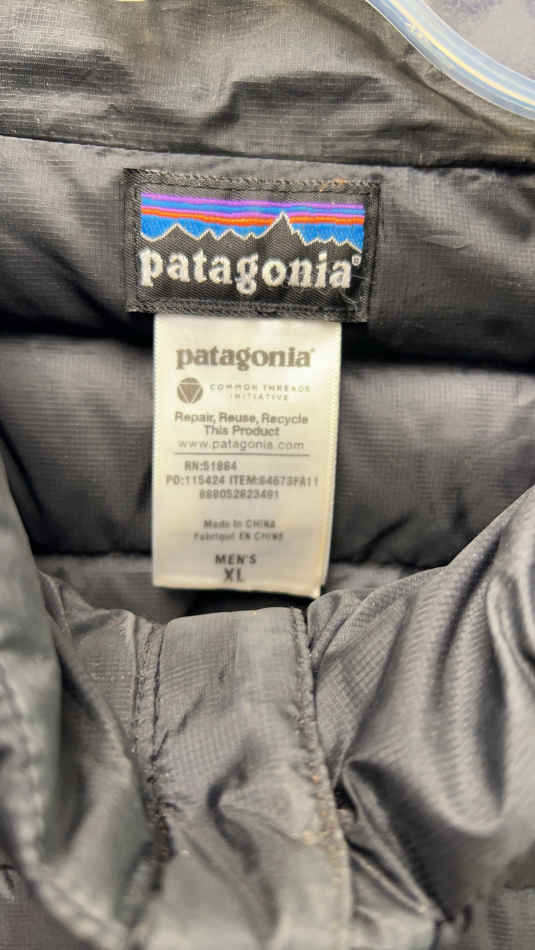 patagonia®
patagonia®
COMMON THREADS
INITIATIVE
Repair, Reuse, Recycle
This Product
www.patagonia.com
RN:51884
PO:115424 ITEM:84673FA11
888052823491
Made in CHINA
Fabriqué EN CHINE
MEN'S
XL